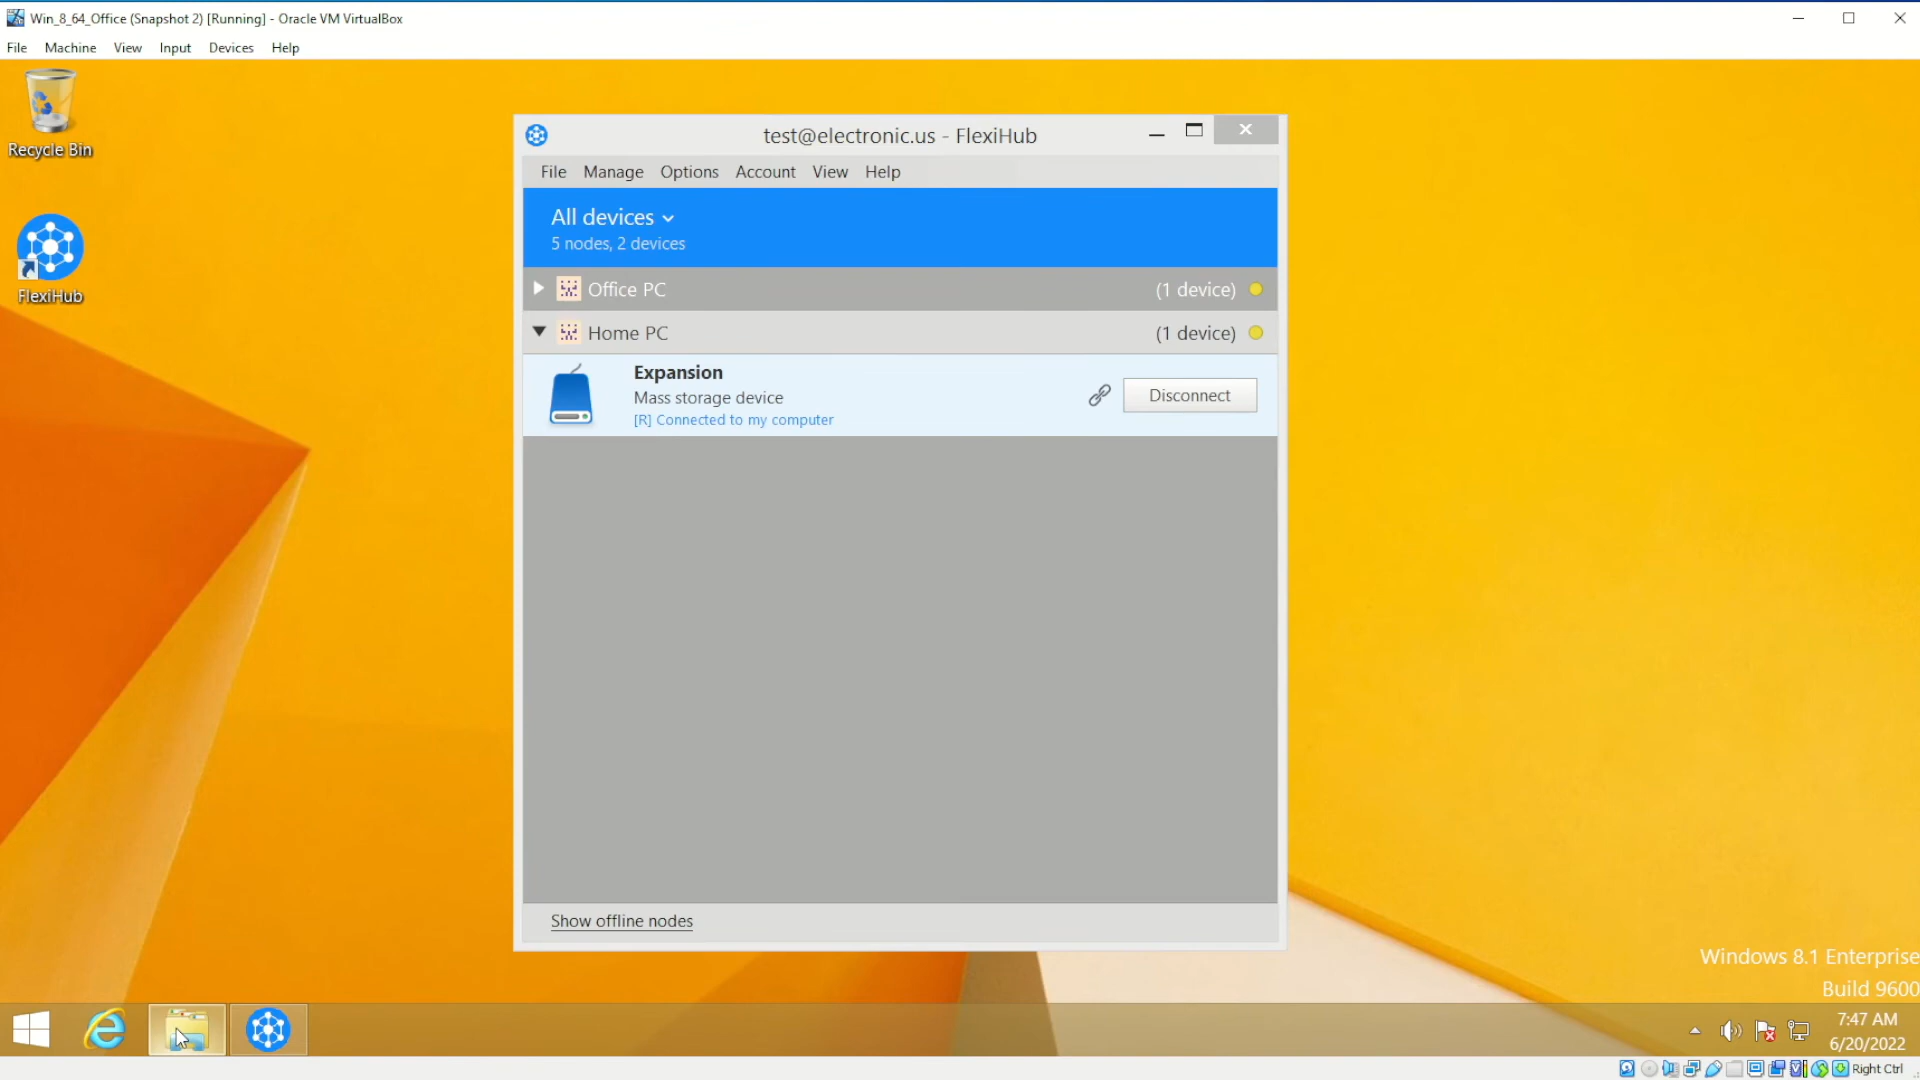 Win_8_64_Office (Snapshot 2) [Running] - Oracle VM VirtualBox
File Machine View Input Devices Help
Recycle Bin
FlexiHub
test@electronic.us - FlexiHub
File Manage Options Account View Help
All devices
5 nodes, 2 devices
Office PC (1 device)
Home PC (1 device)
Expansion
Mass storage device
[R] Connected to my computer
Disconnect
Show offline nodes
Windows 8.1 Enterprise
Build 9600
7:47 AM
6/20/2022
Right Ctrl